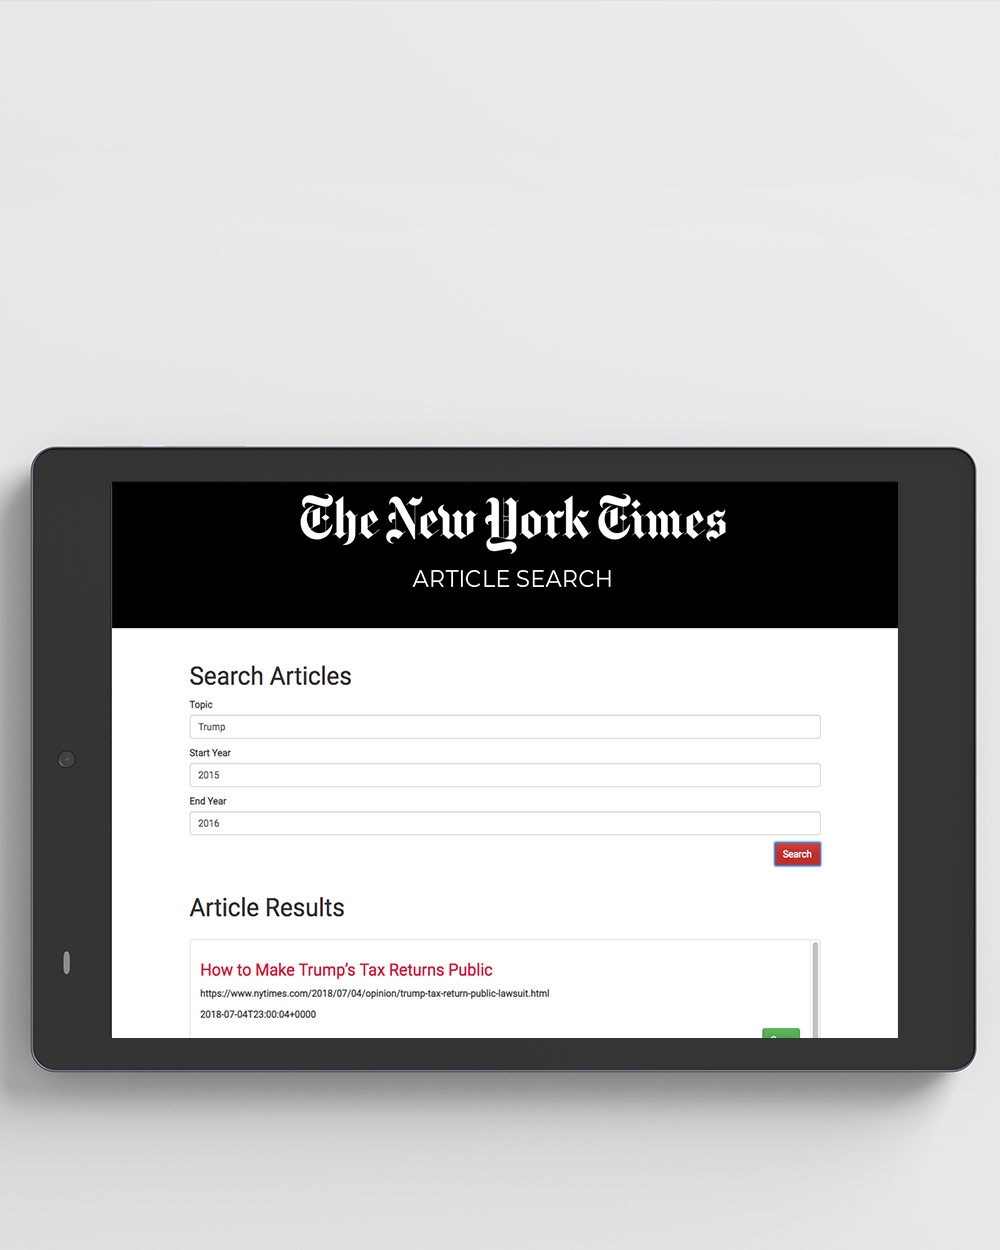 The New York Times
ARTICLE SEARCH
Search Articles
Topic
Trump
Start Year
2015
End Year
2016
Search
Article Results
How to Make Trump's Tax Returns Public
https://www.nytimes.com/2018/07/04/opinion/trump-tax-return-public-lawsuit.html
2018-07-04T23:00:04+0000